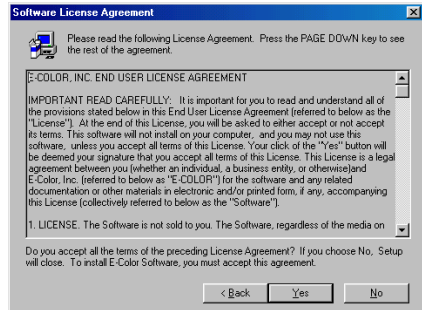 Software License Agreement
Please read the following License Agreement. Press the PAGE DOWN key to see
the rest of the agreement.
E-COLOR, INC. END USER LICENSE AGREEMENT
IMPORTANT READ CAREFULLY: It is important for you to read and understand all of
the provisions stated below in this End User License Agreement (referred to below as the
"License"). At the end of this License, you will be asked to either accept or not accept
its terms. This software will not install on your computer, and you may not use this
software, unless you accept all terms of this License. Your click of the "Yes" button will
be deemed your signature that you accept all terms of this License. This License is a legal
agreement between you (whether an individual, a business entity, or otherwise)and
E-Color, Inc. (referred to below as "E-COLOR") for the software and any related
documentation or other materials in electronic and/or printed form, if any, accompanying
this License (collectively referred to below as the "Software").
1. LICENSE. The Software is not sold to you. The Software, regardless of the media on
Do you accept all the terms of the preceding License Agreement? If you choose No, Setup
will close. To install E-Color Software, you must accept this agreement.
< Back Yes No